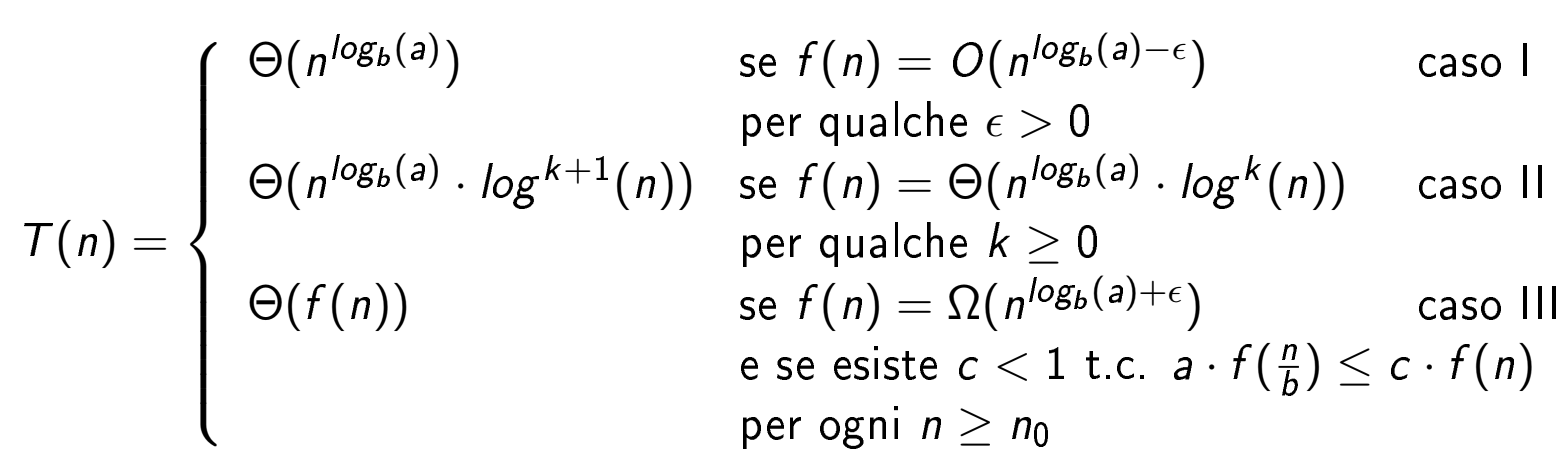 Θ(n^{log_b(a)}) se f(n) = O(n^{log_b(a)−ϵ}) caso I
per qualche ϵ > 0
Θ(n^{log_b(a)} · log^{k+1}(n)) se f(n) = Θ(n^{log_b(a)} · log^k(n)) caso II
T(n) = { per qualche k ≥ 0
Θ(f(n)) se f(n) = Ω(n^{log_b(a)+ϵ}) caso III
e se esiste c < 1 t.c. a · f(n/b) ≤ c · f(n)
per ogni n ≥ n_0